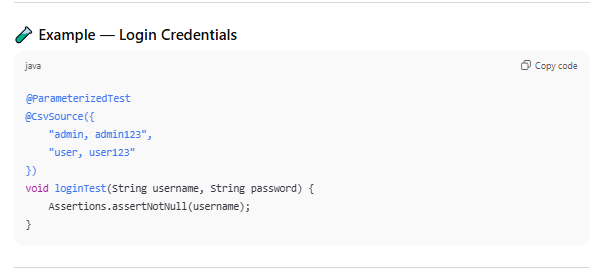 🧪 Example — Login Credentials
java
Copy code
@ParameterizedTest
@CsvSource({
    "admin, admin123",
    "user, user123"
})
void loginTest(String username, String password) {
    Assertions.assertNotNull(username);
}